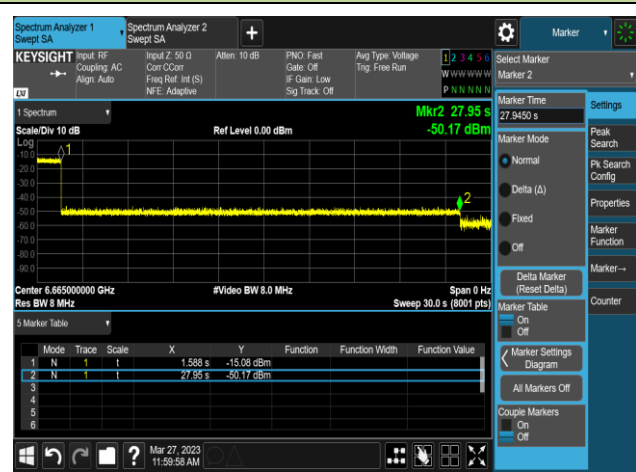 Spectrum Analyzer 1
Swept SA
Spectrum Analyzer 2
Swept SA
+
Marker
KEYSIGHT
LXI
Input: RF
Coupling: AC
Align: Auto
Input Z: 50 Ω
Corr CCorr
Freq Ref: Int (S)
NFE: Adaptive
Atten: 10 dB
PNO: Fast
Gate: Off
IF Gain: Low
Sig Track: Off
Avg Type: Voltage
Trig: Free Run
1 2 3 4 5 6
W W W W W W
P N N N N N
Select Marker
Marker 2
1 Spectrum
Scale/Div 10 dB
Ref Level 0.00 dBm
Mkr2 27.95 s
-50.17 dBm
Log
-10.0
-20.0
-30.0
-40.0
-50.0
-60.0
-70.0
-80.0
-90.0
1
2
Center 6.665000000 GHz
Res BW 8 MHz
#Video BW 8.0 MHz
Span 0 Hz
Sweep 30.0 s (8001 pts)
5 Marker Table
Mode Trace Scale X Y Function Function Width Function Value
1 N 1 t 1.588 s -15.08 dBm
2 N 1 t 27.95 s -50.17 dBm
3
4
5
6
Marker Time
27.9450 s
Marker Mode
Normal
Delta (Δ)
Fixed
Off
Delta Marker
(Reset Delta)
Marker Table
On
Off
Marker Settings
Diagram
All Markers Off
Couple Markers
On
Off
Settings
Peak
Search
Pk Search
Config
Properties
Marker
Function
Marker→
Counter
?
Mar 27, 2023
11:59:58 AM